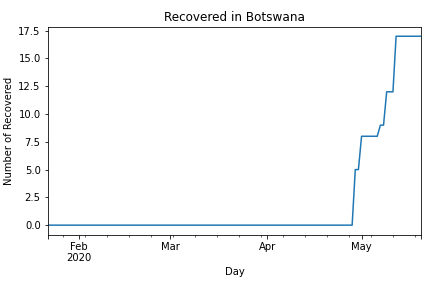 Recovered in Botswana
17.5
15.0
12.5
10.0
7.5
5.0
2.5
0.0
Number of Recovered
Feb
2020
Mar
Apr
May
Day